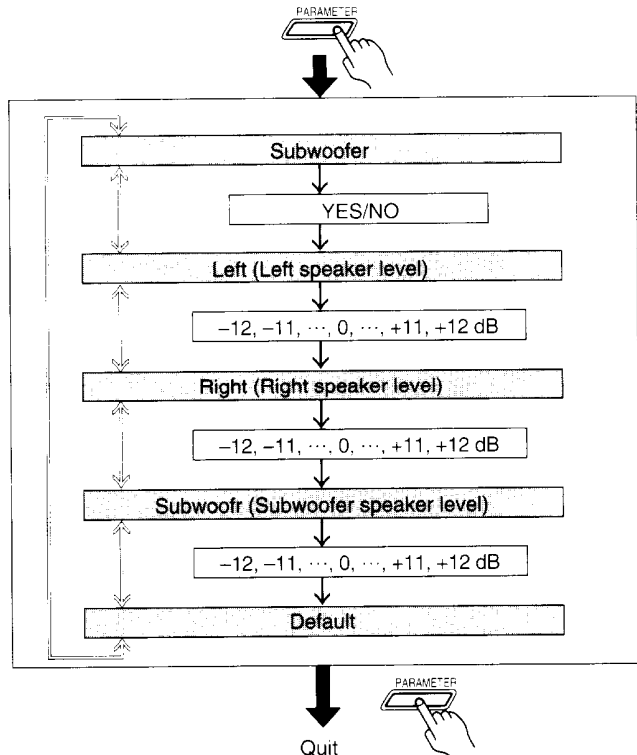 PARAMETER
Subwoofer
YES/NO
Left (Left speaker level)
−12, −11, ···, 0, ···, +11, +12 dB
Right (Right speaker level)
−12, −11, ···, 0, ···, +11, +12 dB
Subwoofr (Subwoofer speaker level)
−12, −11, ···, 0, ···, +11, +12 dB
Default
PARAMETER
Quit